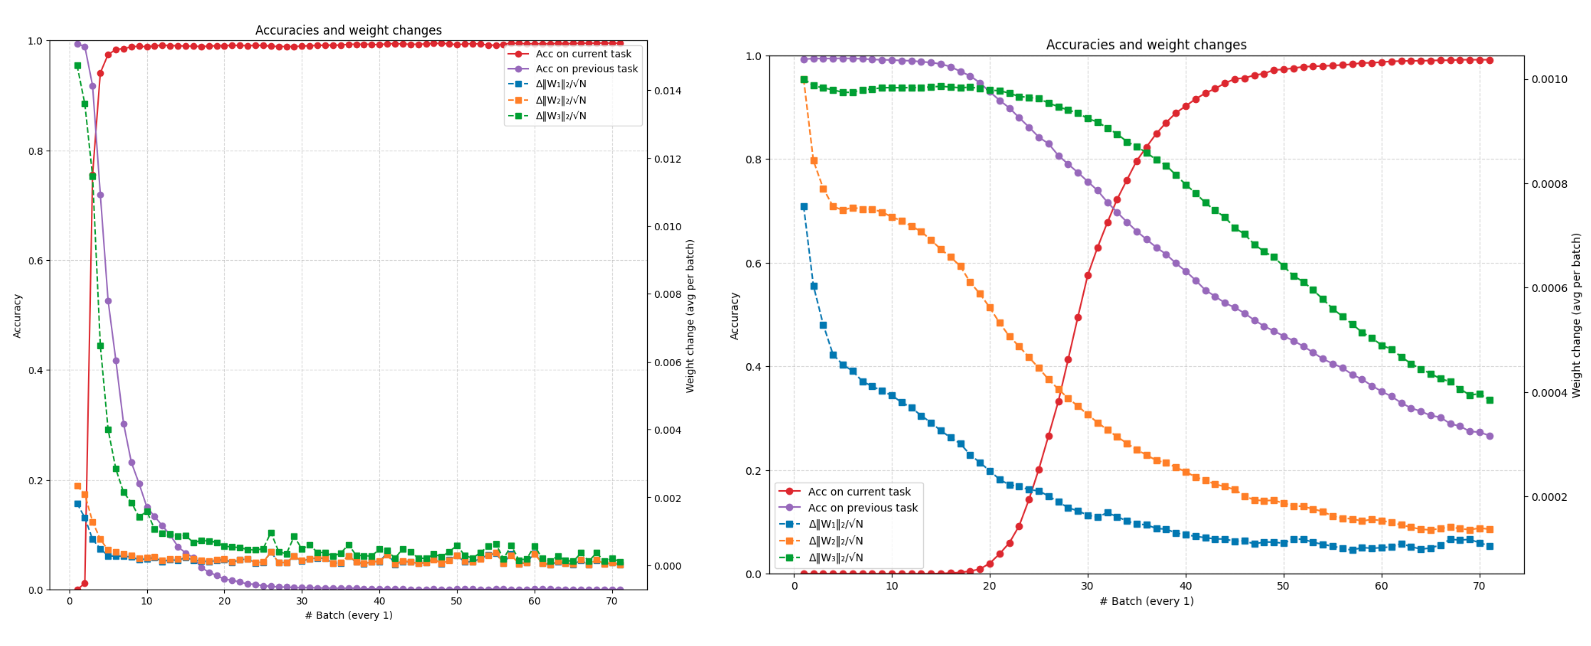 Accuracies and weight changes
1.0
0.8
0.6
0.4
0.2
0.0
Accuracy
Acc on current task
Acc on previous task
Δ‖W₁‖₂/√N
Δ‖W₂‖₂/√N
Δ‖W₃‖₂/√N
0.014
0.012
0.010
0.008
0.006
0.004
0.002
0.000
Weight change (avg per batch)
0 10 20 30 40 50 60 70
# Batch (every 1)
Accuracies and weight changes
1.0
0.8
0.6
0.4
0.2
0.0
Accuracy
Acc on current task
Acc on previous task
Δ‖W₁‖₂/√N
Δ‖W₂‖₂/√N
Δ‖W₃‖₂/√N
0.0010
0.0008
0.0006
0.0004
0.0002
Weight change (avg per batch)
0 10 20 30 40 50 60 70
# Batch (every 1)